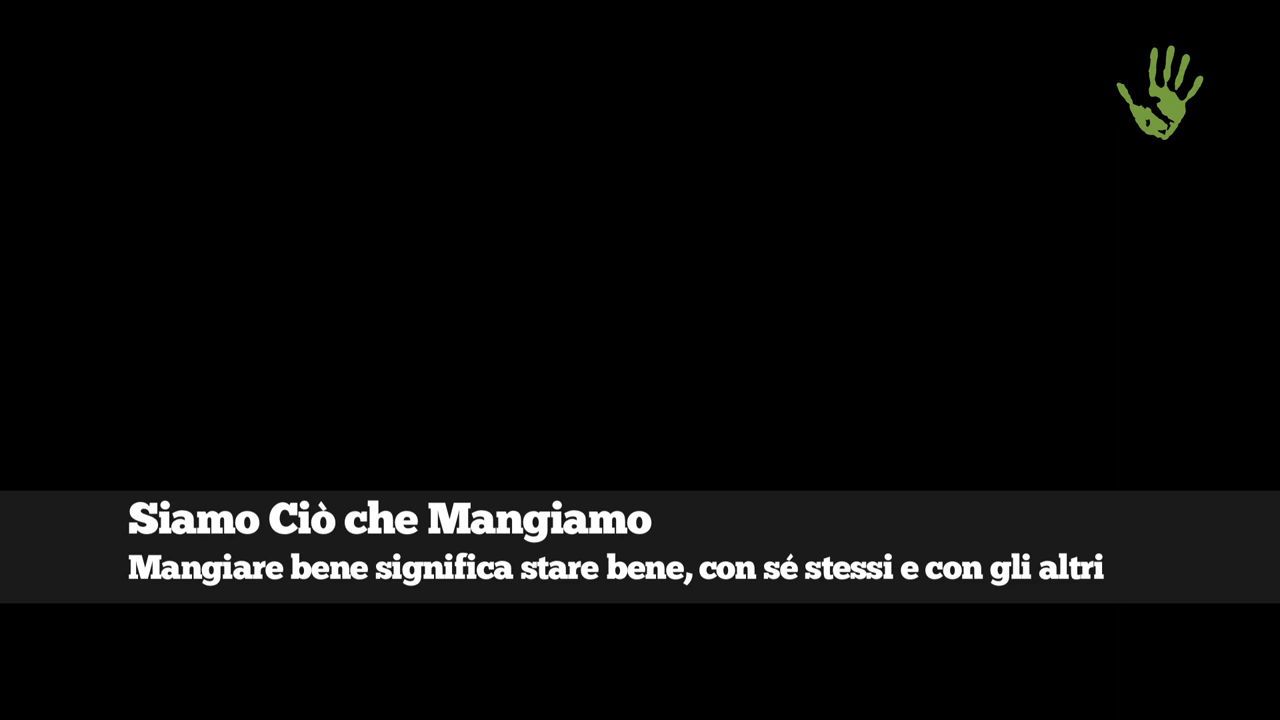 Siamo Ciò che Mangiamo
Mangiare bene significa stare bene, con sé stessi e con gli altri